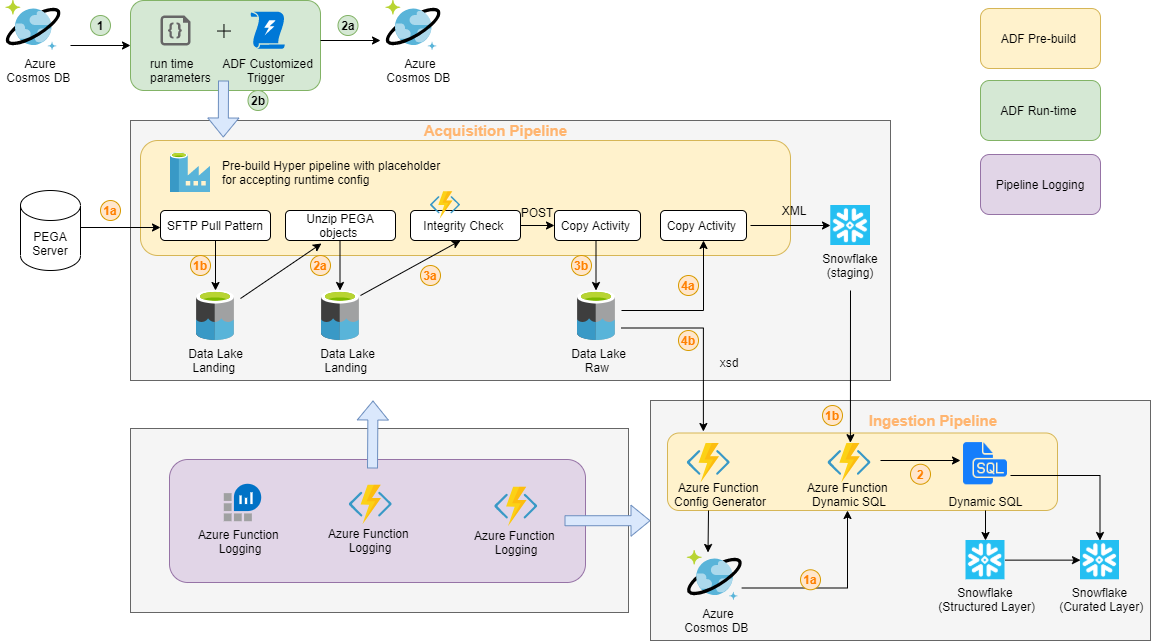 1
2a
Azure
Cosmos DB
run time
parameters
+
ADF Customized
Trigger
Azure
Cosmos DB
2b
ADF Pre-build
ADF Run-time
Pipeline Logging
Acquisition Pipeline
Pre-build Hyper pipeline with placeholder
for accepting runtime config
PEGA
Server
1a
SFTP Pull Pattern
Unzip PEGA
objects
Integrity Check
POST
Copy Activity
Copy Activity
XML
Snowflake
(staging)
1b
2a
3a
3b
4a
4b
Data Lake
Landing
Data Lake
Landing
Data Lake
Raw
xsd
Ingestion Pipeline
1b
Azure Function
Config Generator
Azure Function
Dynamic SQL
2
SQL
Dynamic SQL
Azure Function
Logging
Azure Function
Logging
Azure Function
Logging
1a
Azure
Cosmos DB
Snowflake
(Structured Layer)
Snowflake
(Curated Layer)